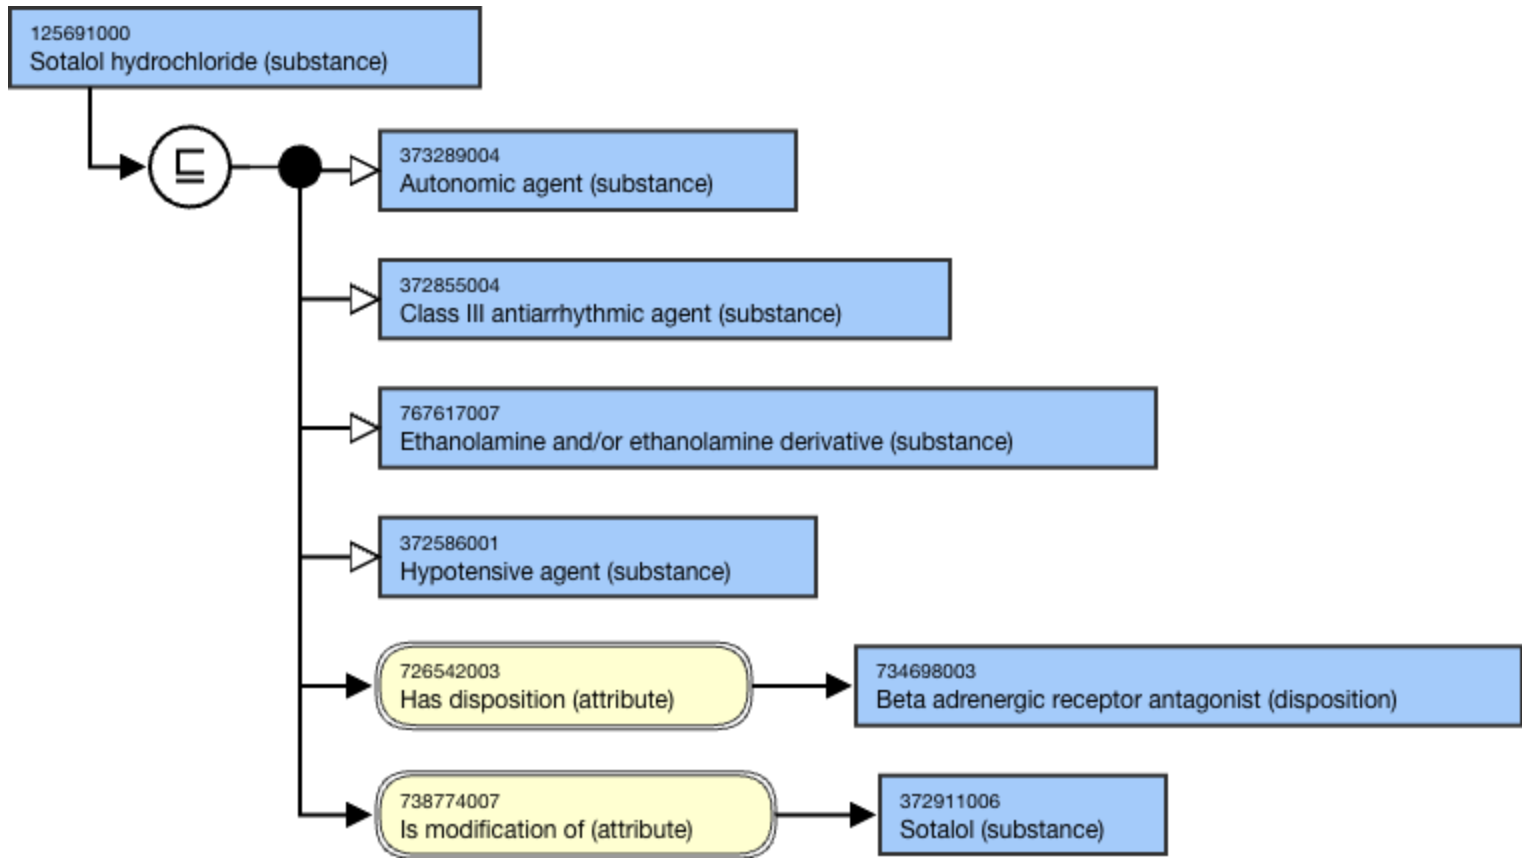 125691000
Sotalol hydrochloride (substance)
⊑
373289004
Autonomic agent (substance)
372855004
Class III antiarrhythmic agent (substance)
767617007
Ethanolamine and/or ethanolamine derivative (substance)
372586001
Hypotensive agent (substance)
726542003
Has disposition (attribute)
734698003
Beta adrenergic receptor antagonist (disposition)
738774007
Is modification of (attribute)
372911006
Sotalol (substance)